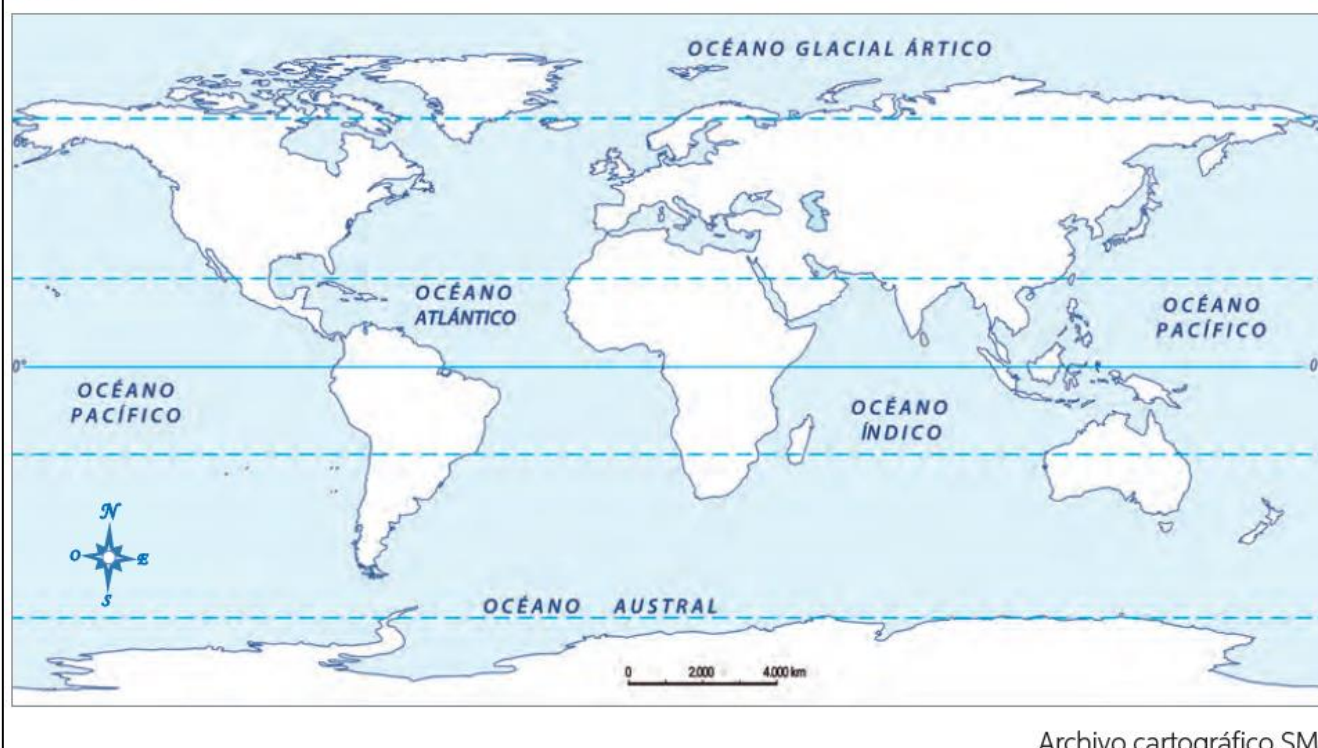 OCÉANO GLACIAL ÁRTICO
OCÉANO
ATLÁNTICO
OCÉANO
PACÍFICO
0°
0
OCÉANO
PACÍFICO
OCÉANO
ÍNDICO
N
O
E
S
OCÉANO AUSTRAL
0 2.000 4.000 km
Archivo cartográfico SM